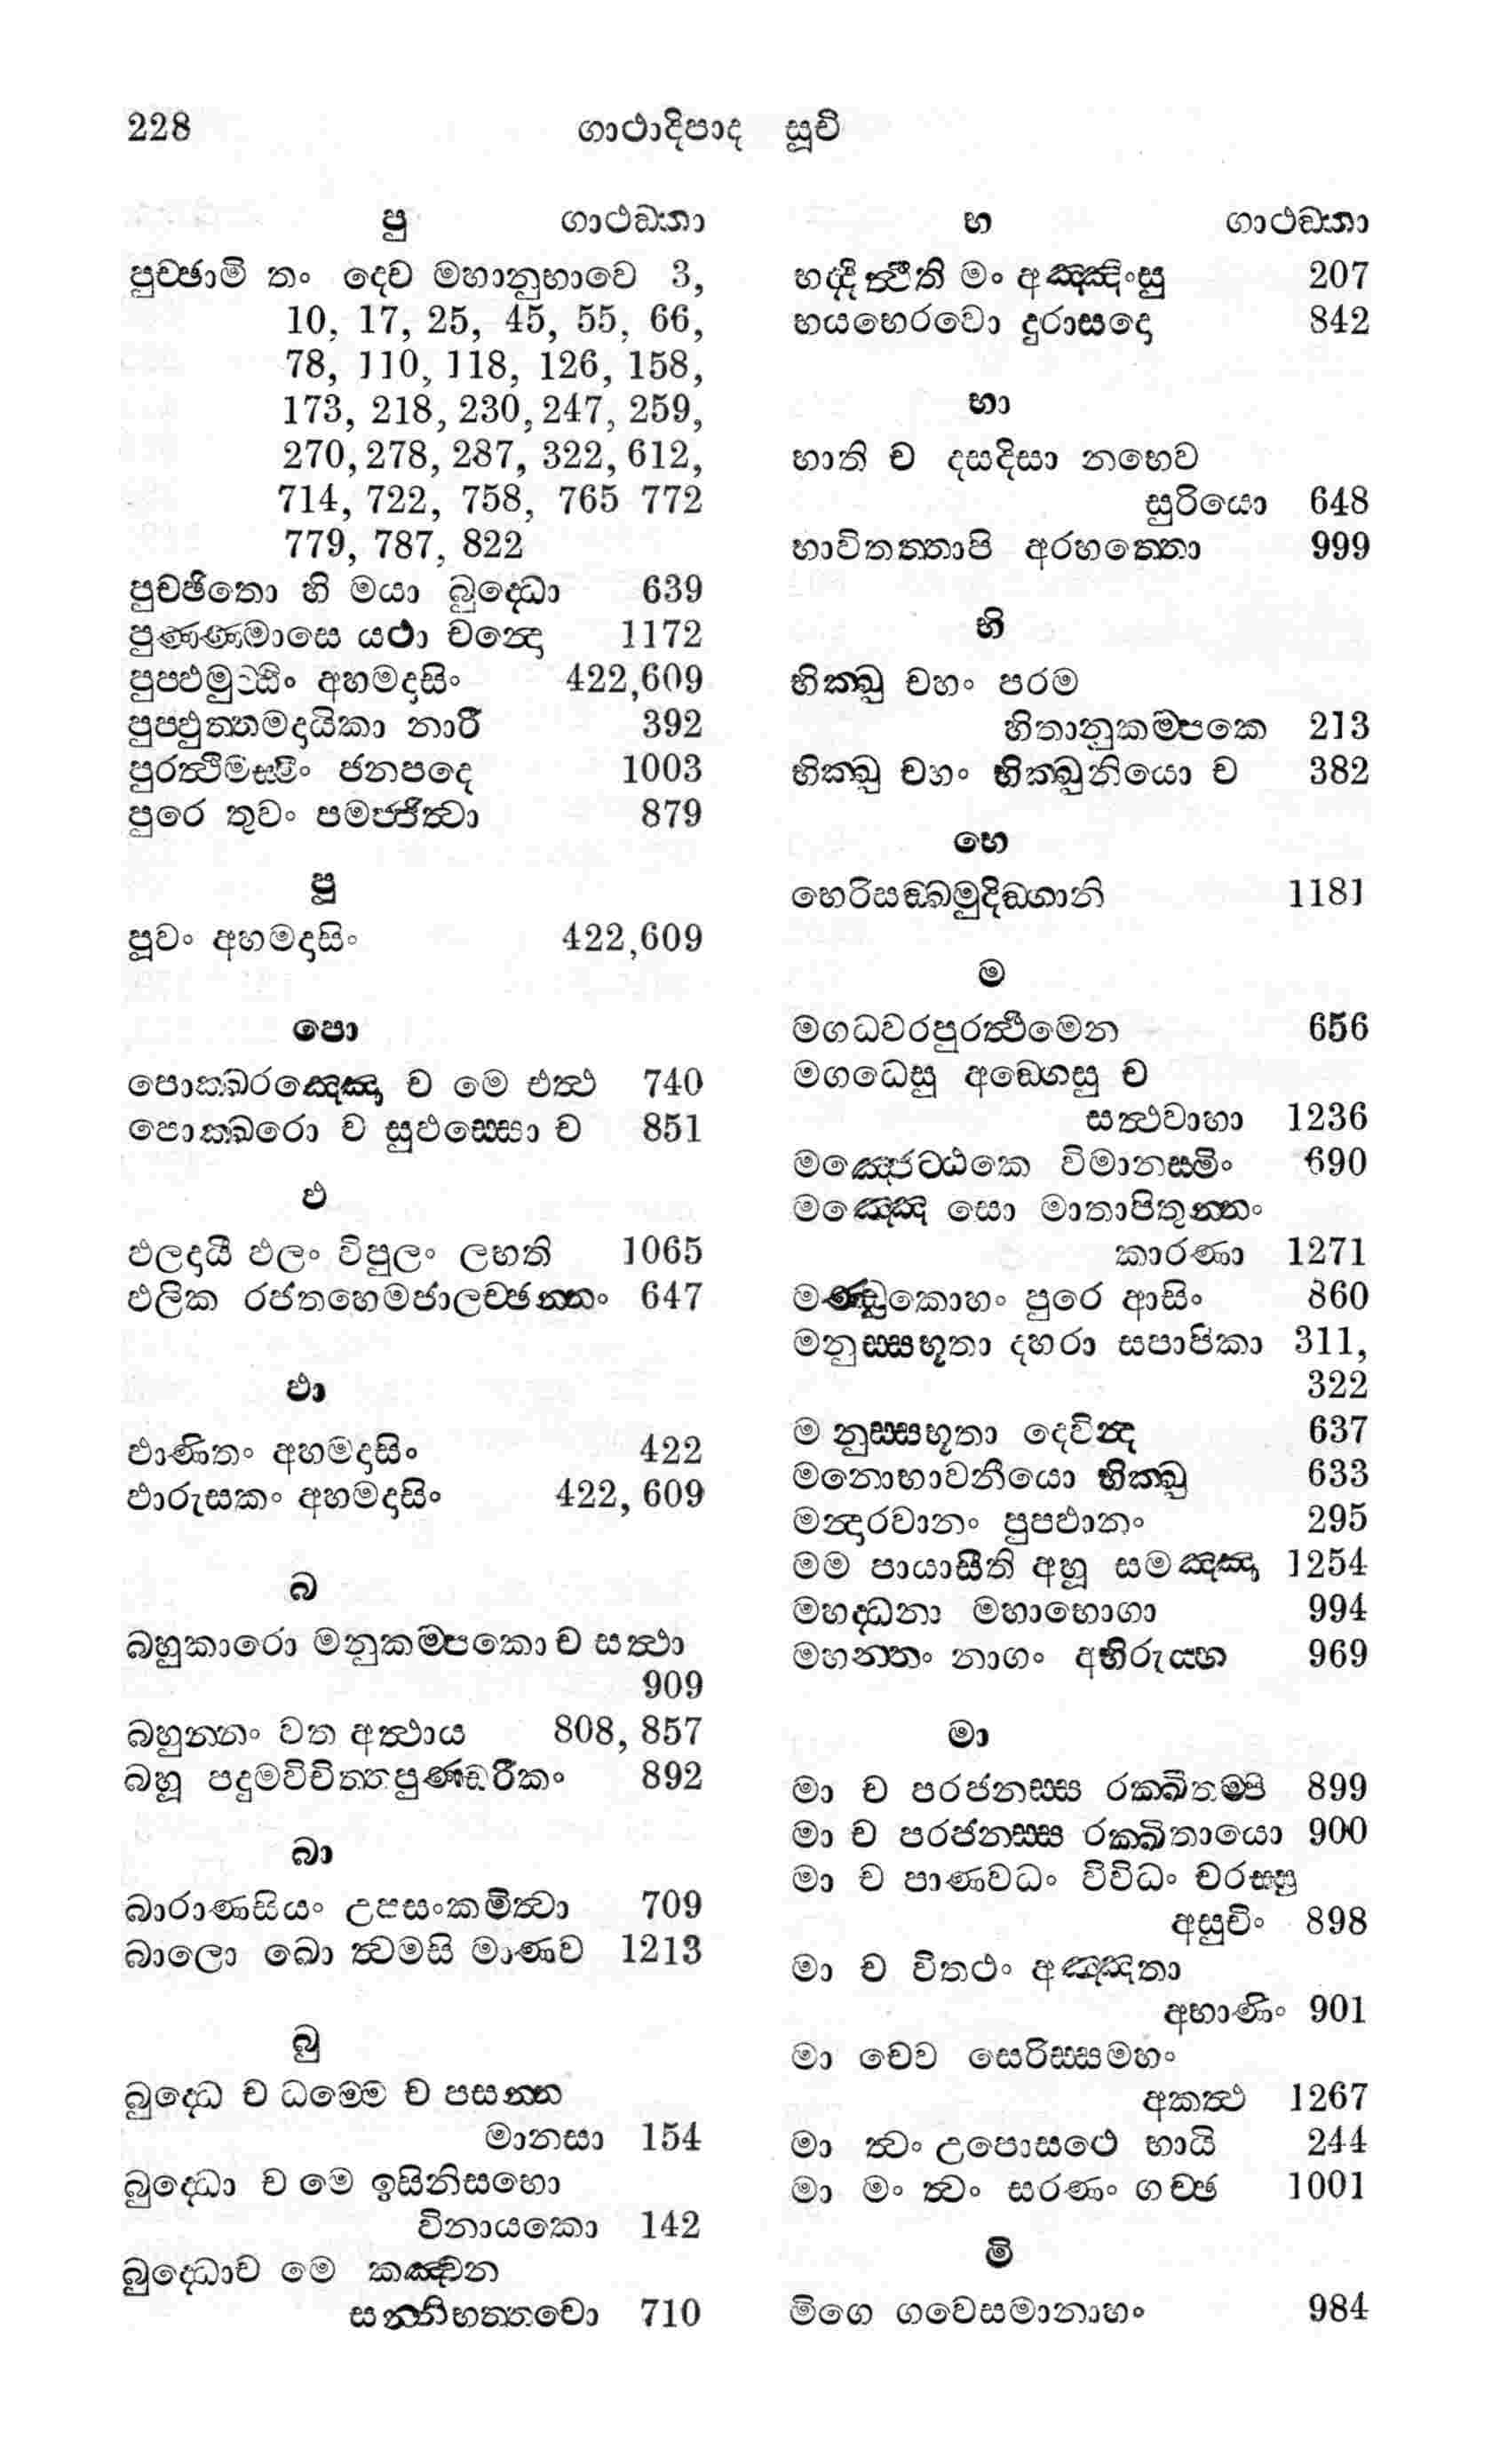 228 ගාථාදිපාද සූචි
පු ගාථඞකා
පුච්ඡාමි තං දෙව මහානුභාවෙ 3,
10, 17, 25, 45, 55, 66,
78, 110, 118, 126, 158,
173, 218, 230, 247, 259,
270, 278, 287, 322, 612,
714, 722, 758, 765 772
779, 787, 822
පුච්ඡිතො හි මයා බුද්ධො 639
පුණ්ණමාසෙ යථා චන්දො 1172
පුප්ඵමුට්ඨිං අහමදාසිං 422,609
පුප්ඵුත්තමදායිකා නාරී 392
පුරත්ථිමස්මිං ජනපදෙ 1003
පුරෙ තුවං පමජ්ජිත්වා 879
පූ
පූවං අහමදාසිං 422,609
පො
පොක්ඛරඤ්ඤො ච මෙ එත්ථ 740
පොක්ඛරො ච සුඵස්සො ච 851
ඵ
ඵලදායී ඵලං විපුලං ලභති 1065
ඵලික රජතහෙමජාලච්ඡන්නං 647
ඵා
ඵාණිතං අහමදාසිං 422
ඵාරුසකං අහමදාසිං 422, 609
බ
බහුකාරො මනුකම්පකො ච සත්ථා
909
බහුන්නං වත අත්ථාය 808, 857
බහූ පදුමවිචිත්තපුණ්ඩරීකං 892
බා
බාරාණසියං උපසංකමිත්වා 709
බාලො ඛො ත්වමසි මාණව 1213
බු
බුද්ධෙ ච ධම්මෙ ච පසන්න
මානසා 154
බුද්ධො ච මෙ ඉසිනිසභො
විනායකො 142
බුද්ධොච මෙ කඤ්චන
සන්නිභත්තචො 710
භ ගාථඞකා
භද්දිත්ථීති මං අඤ්ඤිංසු 207
භයභෙරවො දුරාසදො 842
භා
භාති ච දසදිසා නභෙව
සුරියො 648
භාවිතත්තාපි අරහන්තො 999
භි
භික්ඛු චහං පරම
හිතානුකම්පකෙ 213
භික්ඛු චහං භික්ඛුනියො ච 382
භෙ
භෙරිසඞ්ඛමුදිඞ්ගානි 1181
ම
මගධවරපුරත්ථිමෙන 656
මගධෙසු අඞ්ගෙසු ච
සත්ථවාහා 1236
මඤ්ජෙට්ඨකෙ විමානස්මිං 690
මඤ්ඤෙ සො මාතාපිතුන්නං
කාරණා 1271
මණ්ඩුකොහං පුරෙ ආසිං 860
මනුස්සභූතා දහරා සපාපිකා 311,
322
ම නුස්සභූතා දෙවින්ද 637
මනොභාවනීයො භික්ඛු 633
මන්දාරවානං පුප්ඵානං 295
මම පායාසීති අහූ සමඤ්ඤා 1254
මහද්ධනා මහාභොගා 994
මහන්තං නාගං අභිරුය්හ 969
මා
මා ච පරජනස්ස රක්ඛිතම්පි 899
මා ච පරජනස්ස රක්ඛිතායො 900
මා ච පාණවධං විවිධං චරස්සු
අසුචිං 898
මා ච විතථං අඤ්ඤතා
අභාණිං 901
මා චෙව සෙරිස්සමහං
අකත්ථ 1267
මා ත්වං උපොසථෙ භායි 244
මා මං ත්වං සරණං ගච්ඡ 1001
මි
මිගෙ ගවෙසමානාහං 984